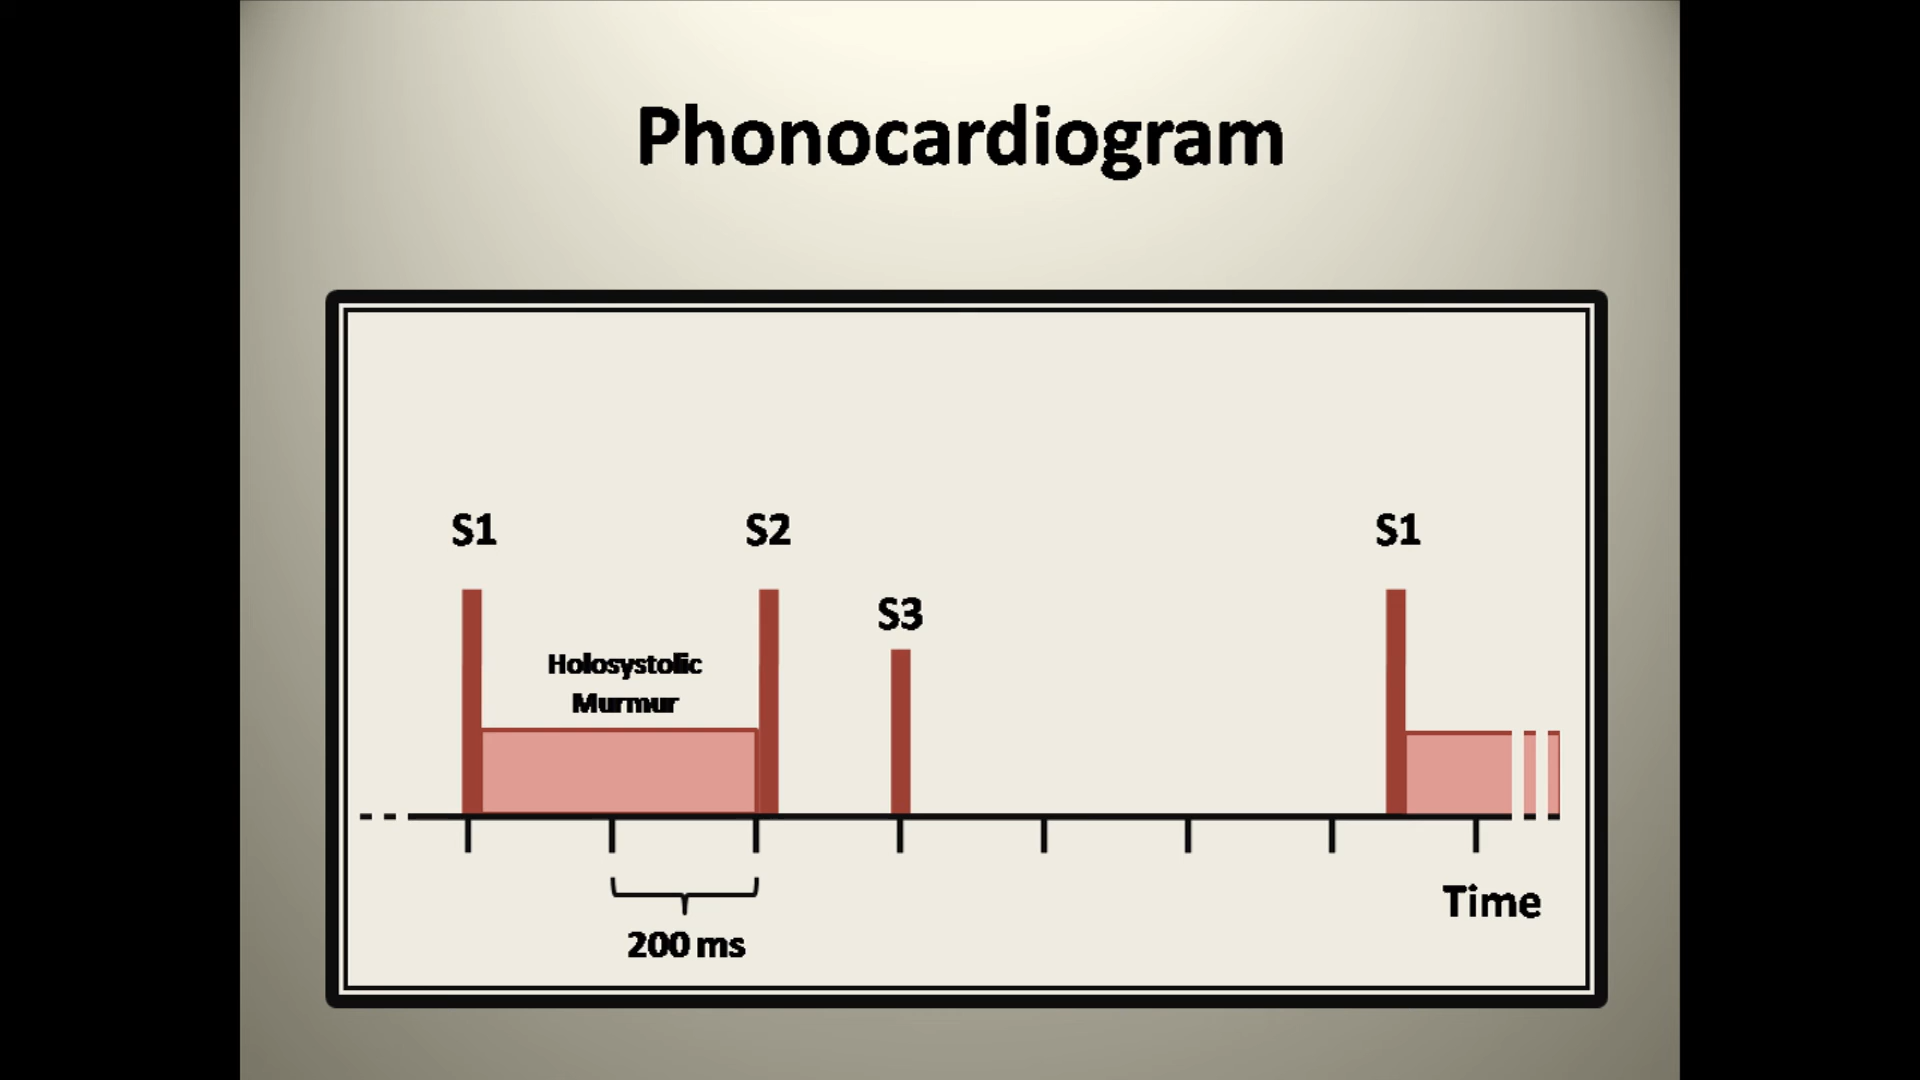 Phonocardiogram
S1
S2
S1
S3
Holosystolic
Murmur
Time
200 ms